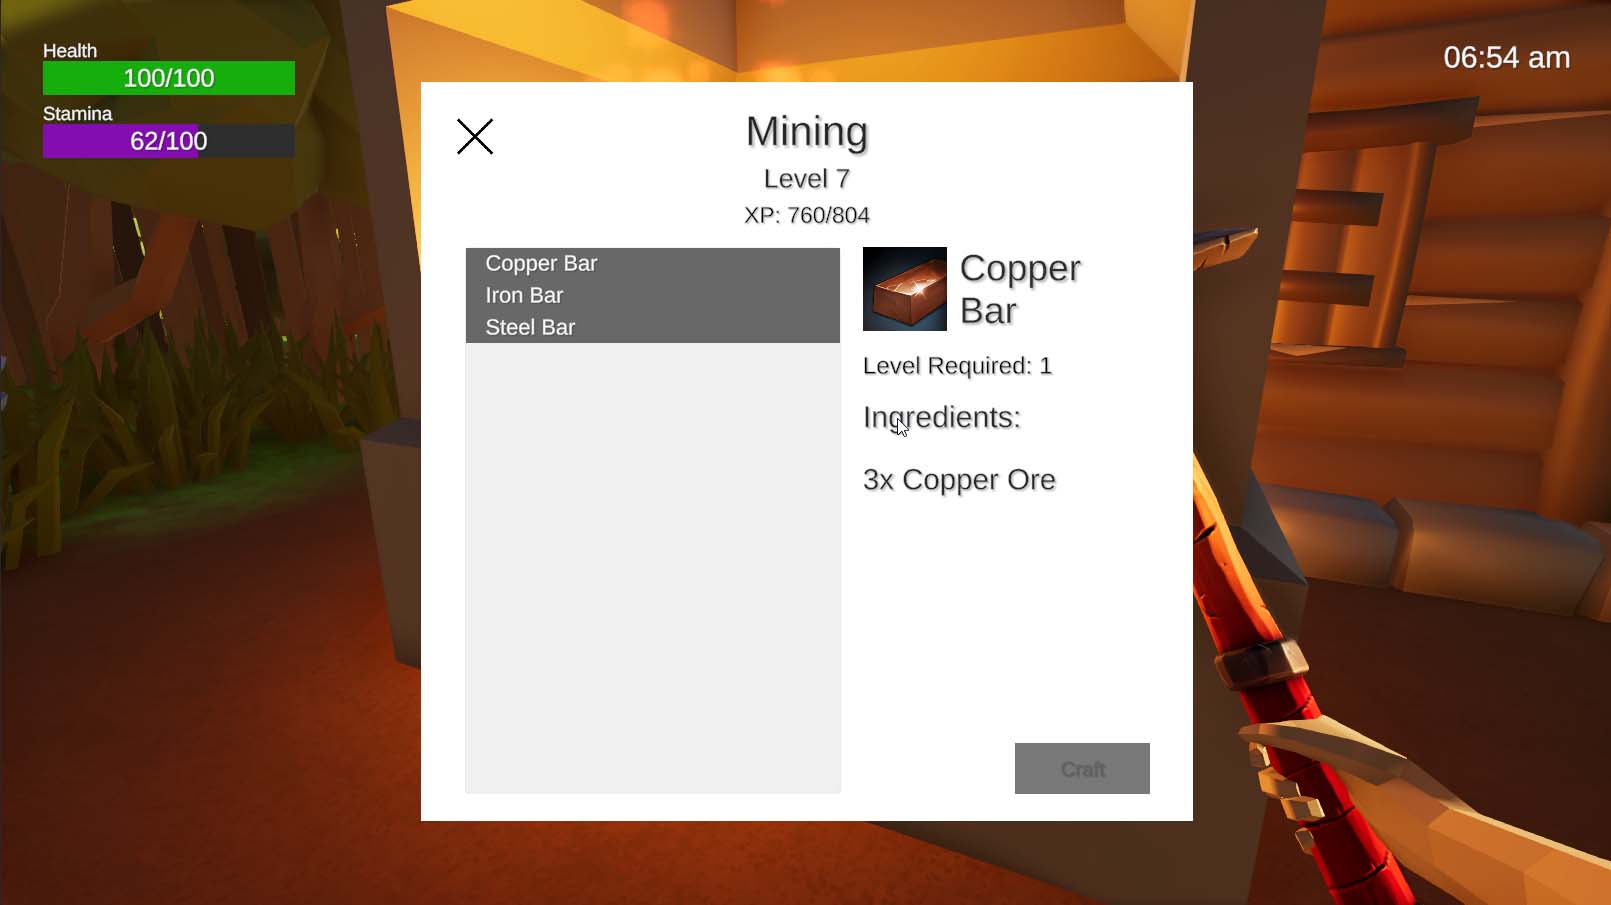 Health
100/100
Stamina
62/100
06:54 am
Mining
Level 7
XP: 760/804
Copper Bar
Iron Bar
Steel Bar
Copper
Bar
Level Required: 1
Ingredients:
3x Copper Ore
Craft